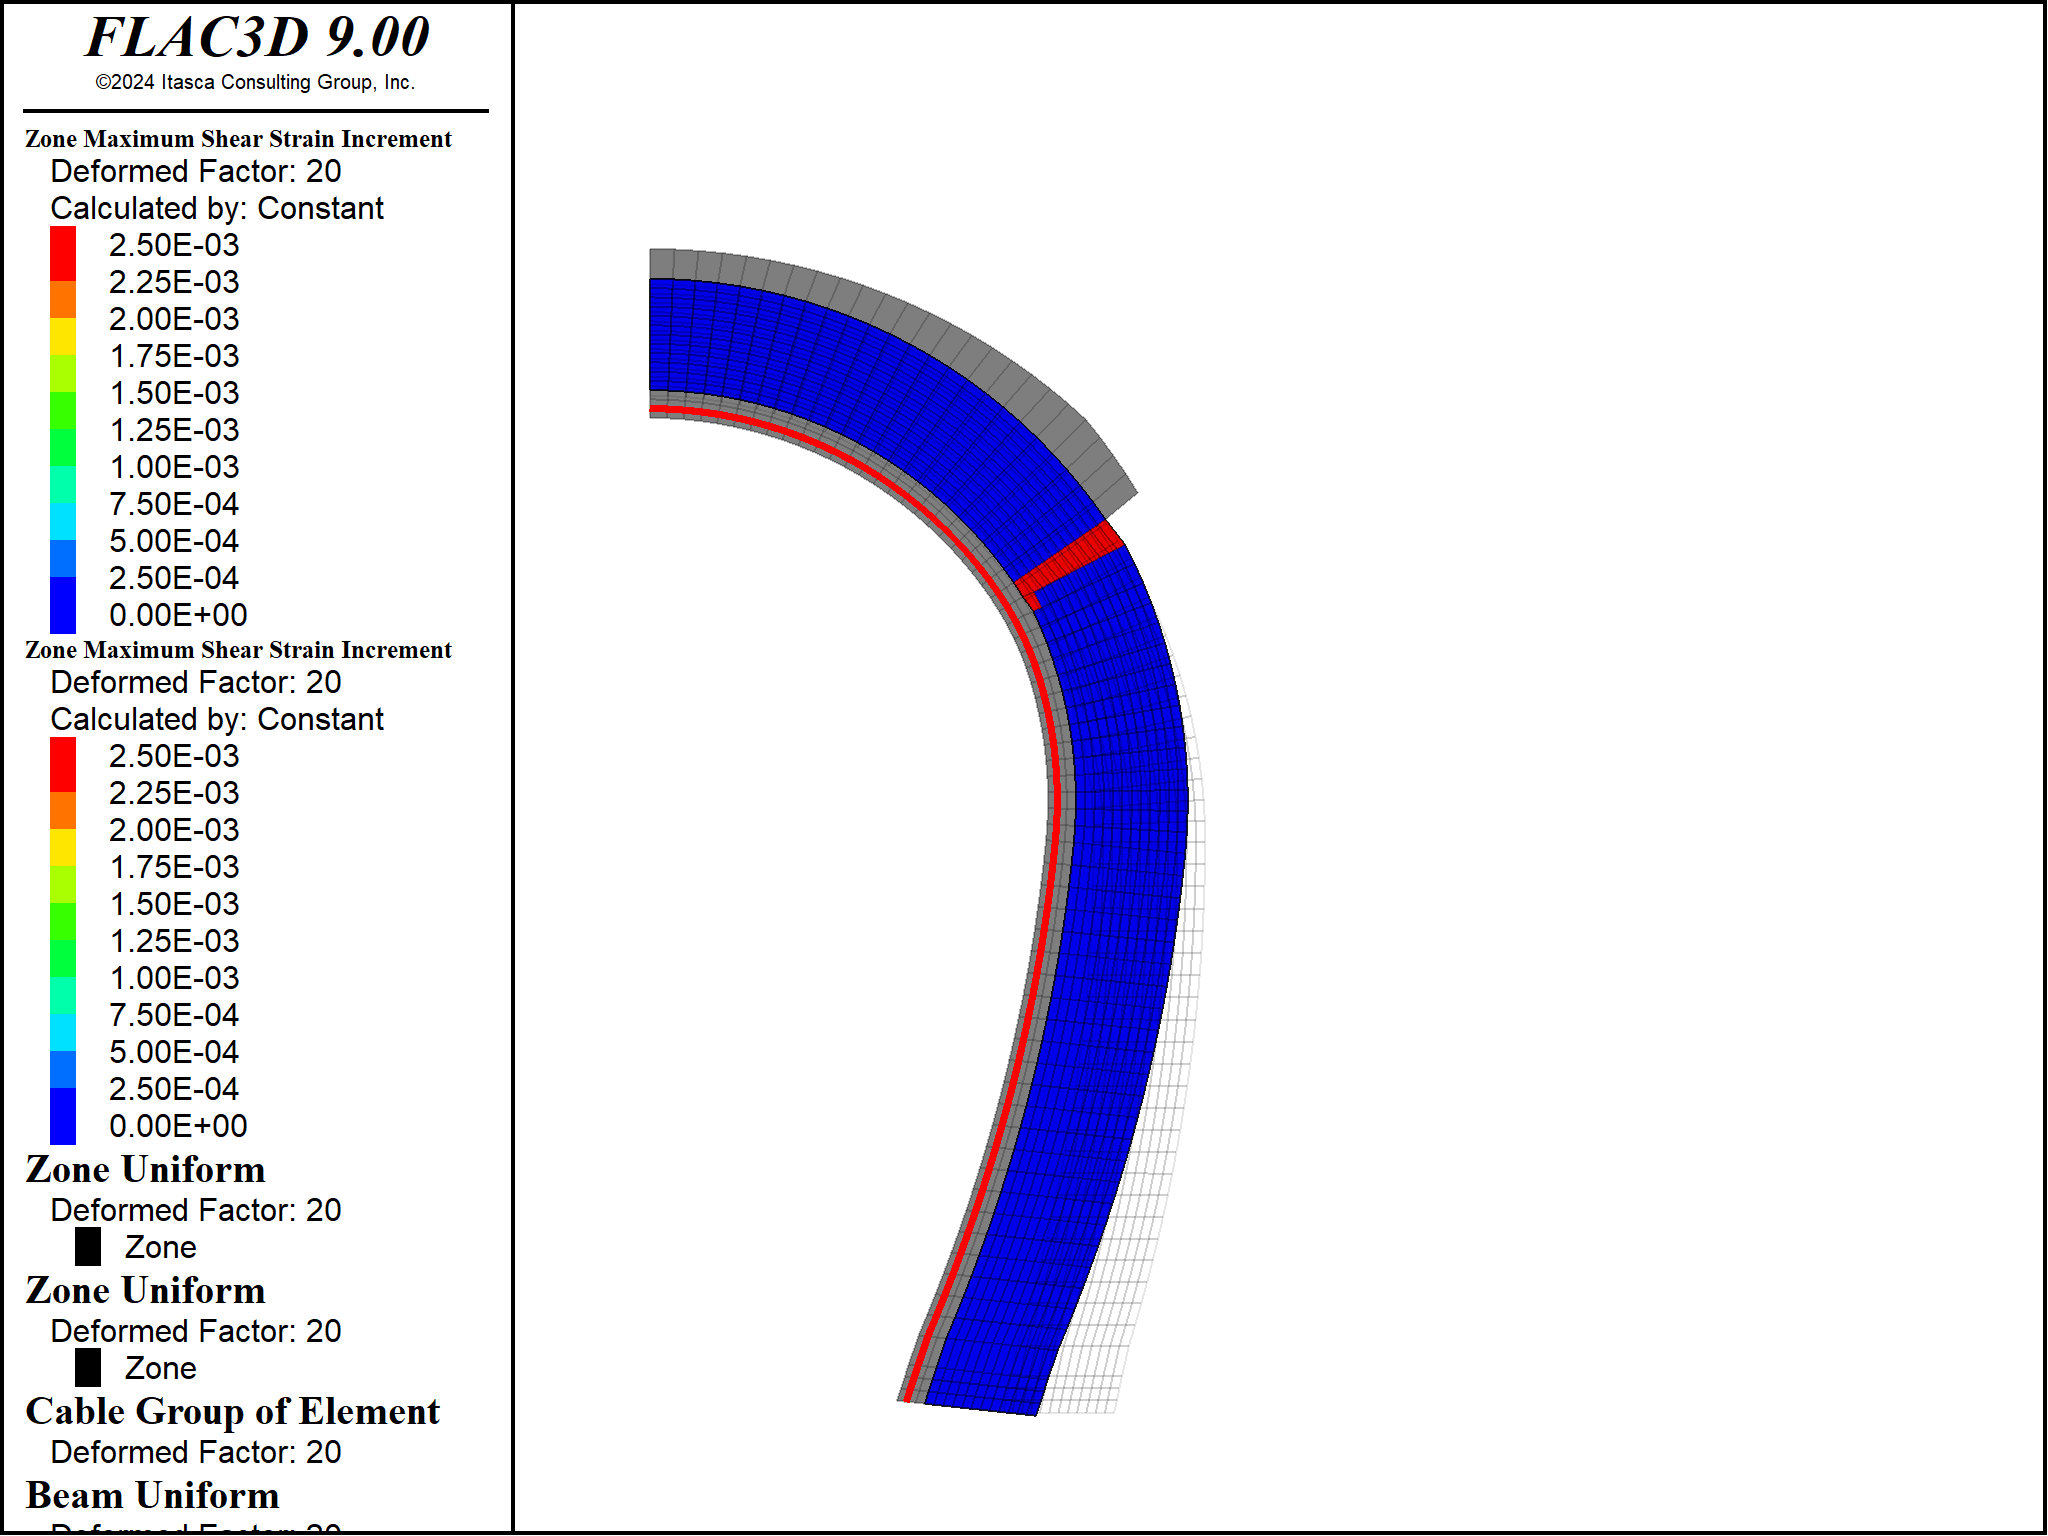 FLAC3D 9.00
©2024 Itasca Consulting Group, Inc.
Zone Maximum Shear Strain Increment
Deformed Factor: 20
Calculated by: Constant
2.50E-03
2.25E-03
2.00E-03
1.75E-03
1.50E-03
1.25E-03
1.00E-03
7.50E-04
5.00E-04
2.50E-04
0.00E+00
Zone Maximum Shear Strain Increment
Deformed Factor: 20
Calculated by: Constant
2.50E-03
2.25E-03
2.00E-03
1.75E-03
1.50E-03
1.25E-03
1.00E-03
7.50E-04
5.00E-04
2.50E-04
0.00E+00
Zone Uniform
Deformed Factor: 20
Zone
Zone Uniform
Deformed Factor: 20
Zone
Cable Group of Element
Deformed Factor: 20
Beam Uniform